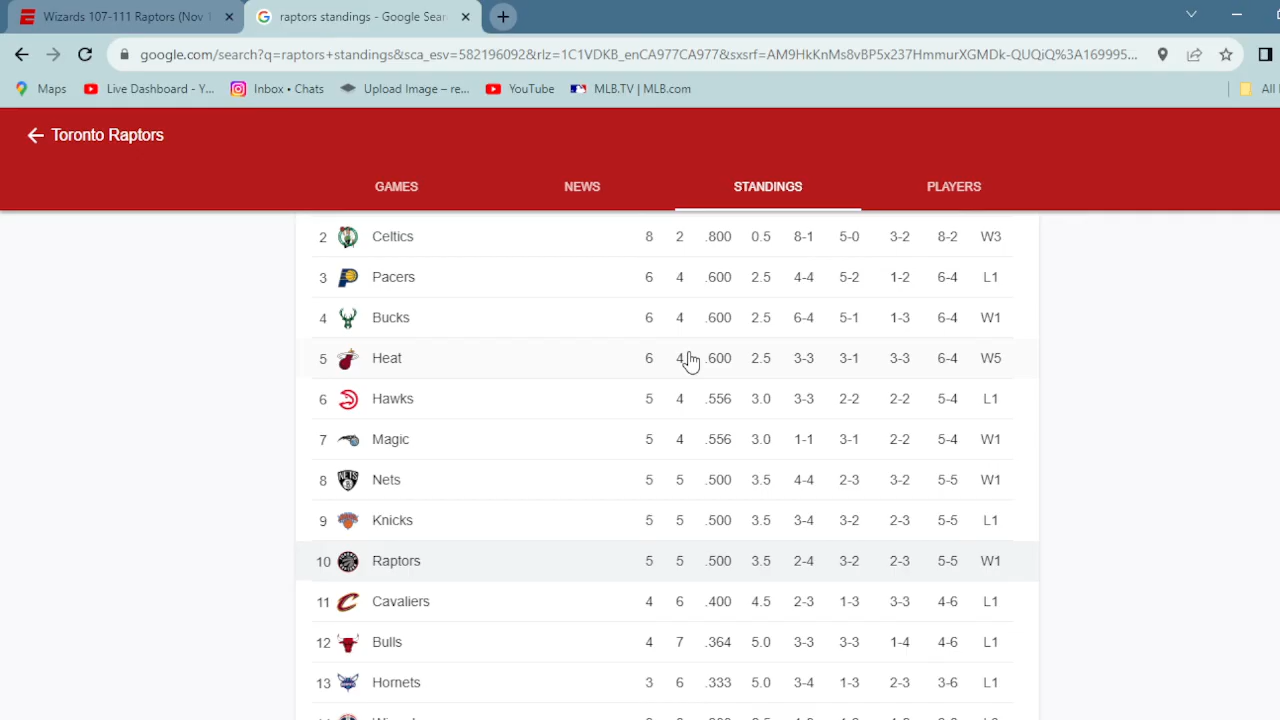 Wizards 107-111 Raptors (Nov
raptors standings - Google Sear
google.com/search?q=raptors+standings&sca_esv=582196092&rlz=1C1VDKB_enCA977CA977&sxsrf=AM9HkKnMs8vBP5x237HmmurXGMDk-QUQiQ%3A169995...
Maps Live Dashboard - Y... Inbox • Chats Upload Image – re... YouTube MLB.TV | MLB.com All
Toronto Raptors
GAMES NEWS STANDINGS PLAYERS
2 Celtics 8 2 .800 0.5 8-1 5-0 3-2 8-2 W3
3 Pacers 6 4 .600 2.5 4-4 5-2 1-2 6-4 L1
4 Bucks 6 4 .600 2.5 6-4 5-1 1-3 6-4 W1
5 Heat 6 4 .600 2.5 3-3 3-1 3-3 6-4 W5
6 Hawks 5 4 .556 3.0 3-3 2-2 2-2 5-4 L1
7 Magic 5 4 .556 3.0 1-1 3-1 2-2 5-4 W1
8 Nets 5 5 .500 3.5 4-4 2-3 3-2 5-5 W1
9 Knicks 5 5 .500 3.5 3-4 3-2 2-3 5-5 L1
10 Raptors 5 5 .500 3.5 2-4 3-2 2-3 5-5 W1
11 Cavaliers 4 6 .400 4.5 2-3 1-3 3-3 4-6 L1
12 Bulls 4 7 .364 5.0 3-3 3-3 1-4 4-6 L1
13 Hornets 3 6 .333 5.0 3-4 1-3 2-3 3-6 L1